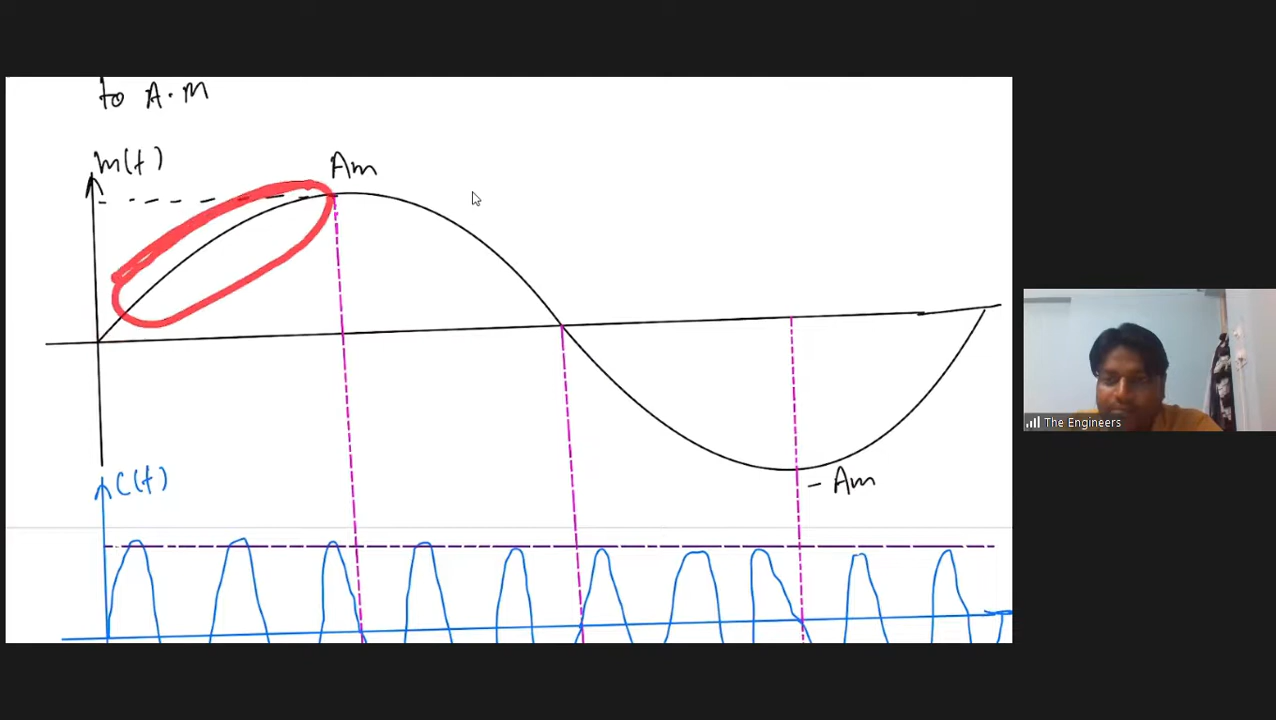 to A.M
m(t)
Am
- Am
C(t)
The Engineers